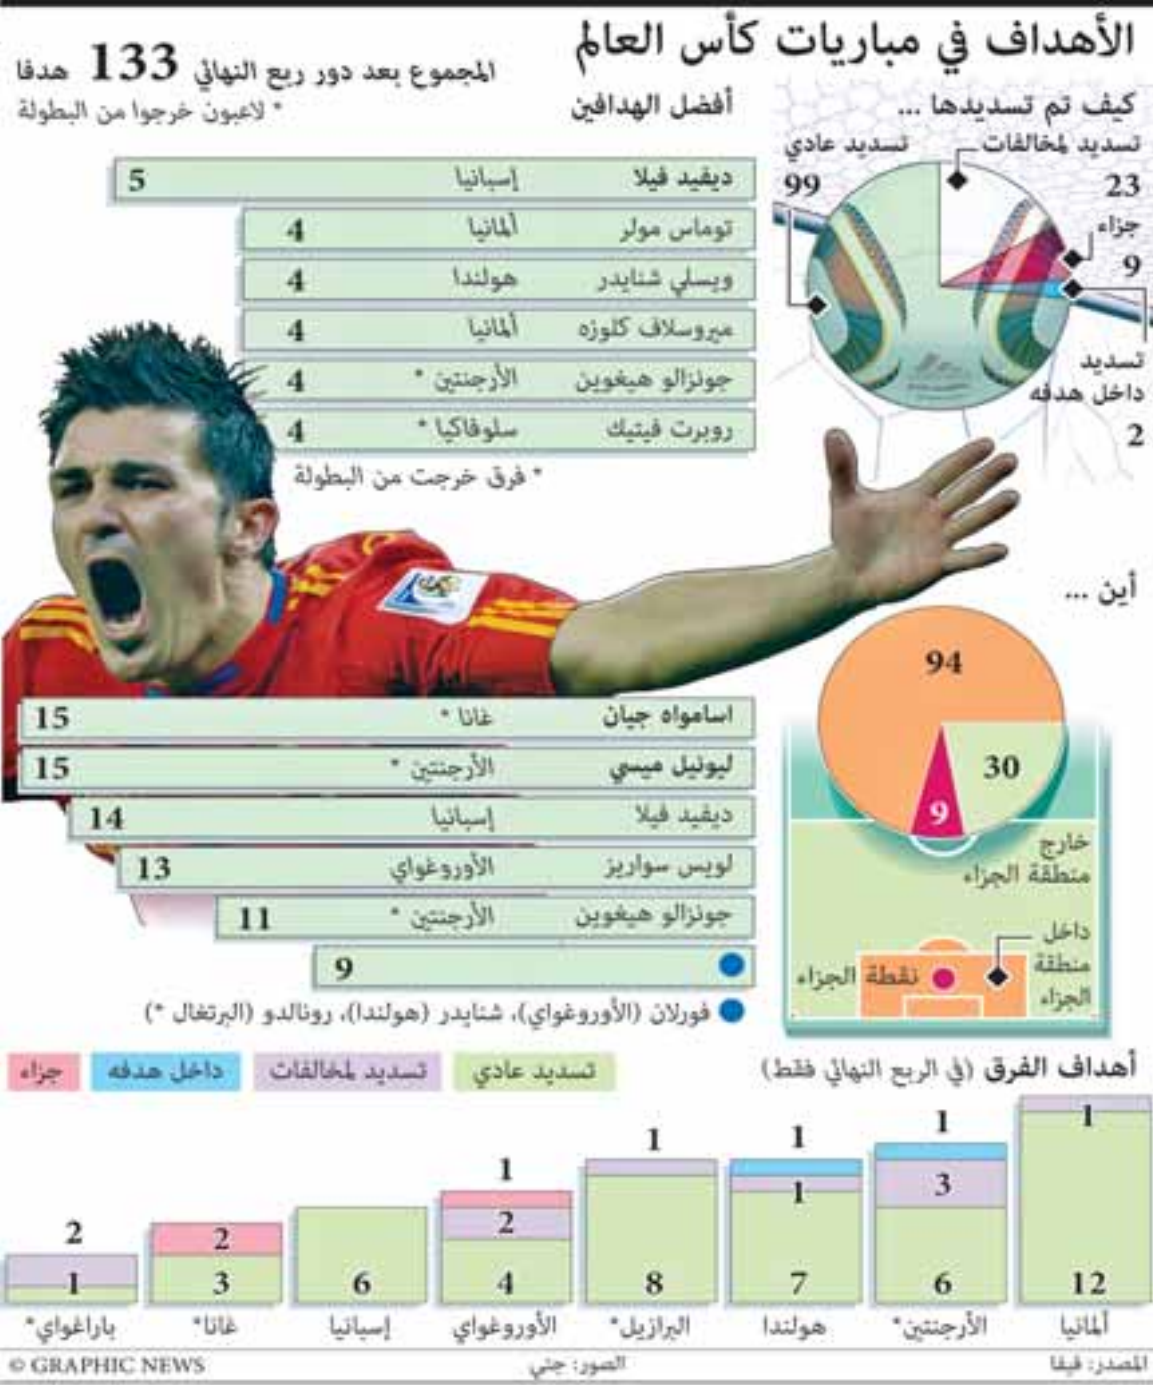 الأهداف في مباريات كأس العالم
المجموع بعد دور ربع النهائي 133 هدفا
* لاعبون خرجوا من البطولة
كيف تم تسديدها ...
تسديد لمخالفات
23
تسديد عادي
99
جزاء
9
تسديد
داخل هدفه
2
أفضل الهدافين
ديفيد فيلا إسبانيا 5
توماس مولر ألمانيا 4
ويسلي شنايدر هولندا 4
ميروسلاف كلوزه ألمانيا 4
جونزالو هيغوين الأرجنتين * 4
روبرت فيتيك سلوفاكيا * 4
* فرق خرجت من البطولة
أين ...
94
30
9
خارج
منطقة الجزاء
داخل
منطقة
الجزاء
نقطة الجزاء
اسامواه جيان غانا * 15
ليونيل ميسي الأرجنتين * 15
ديفيد فيلا إسبانيا 14
لويس سواريز الأوروغواي 13
جونزالو هيغوين الأرجنتين * 11
9
فورلان (الأوروغواي)، شنايدر (هولندا)، رونالدو (البرتغال *)
أهداف الفرق (في الربع النهائي فقط)
تسديد عادي
تسديد لمخالفات
داخل هدفه
جزاء
1
12
ألمانيا
1
3
6
الأرجنتين*
1
1
7
هولندا
1
8
البرازيل*
1
2
4
الأوروغواي
6
إسبانيا
2
3
غانا*
2
1
باراغواي*
المصدر: فيفا
الصور: جتي
© GRAPHIC NEWS